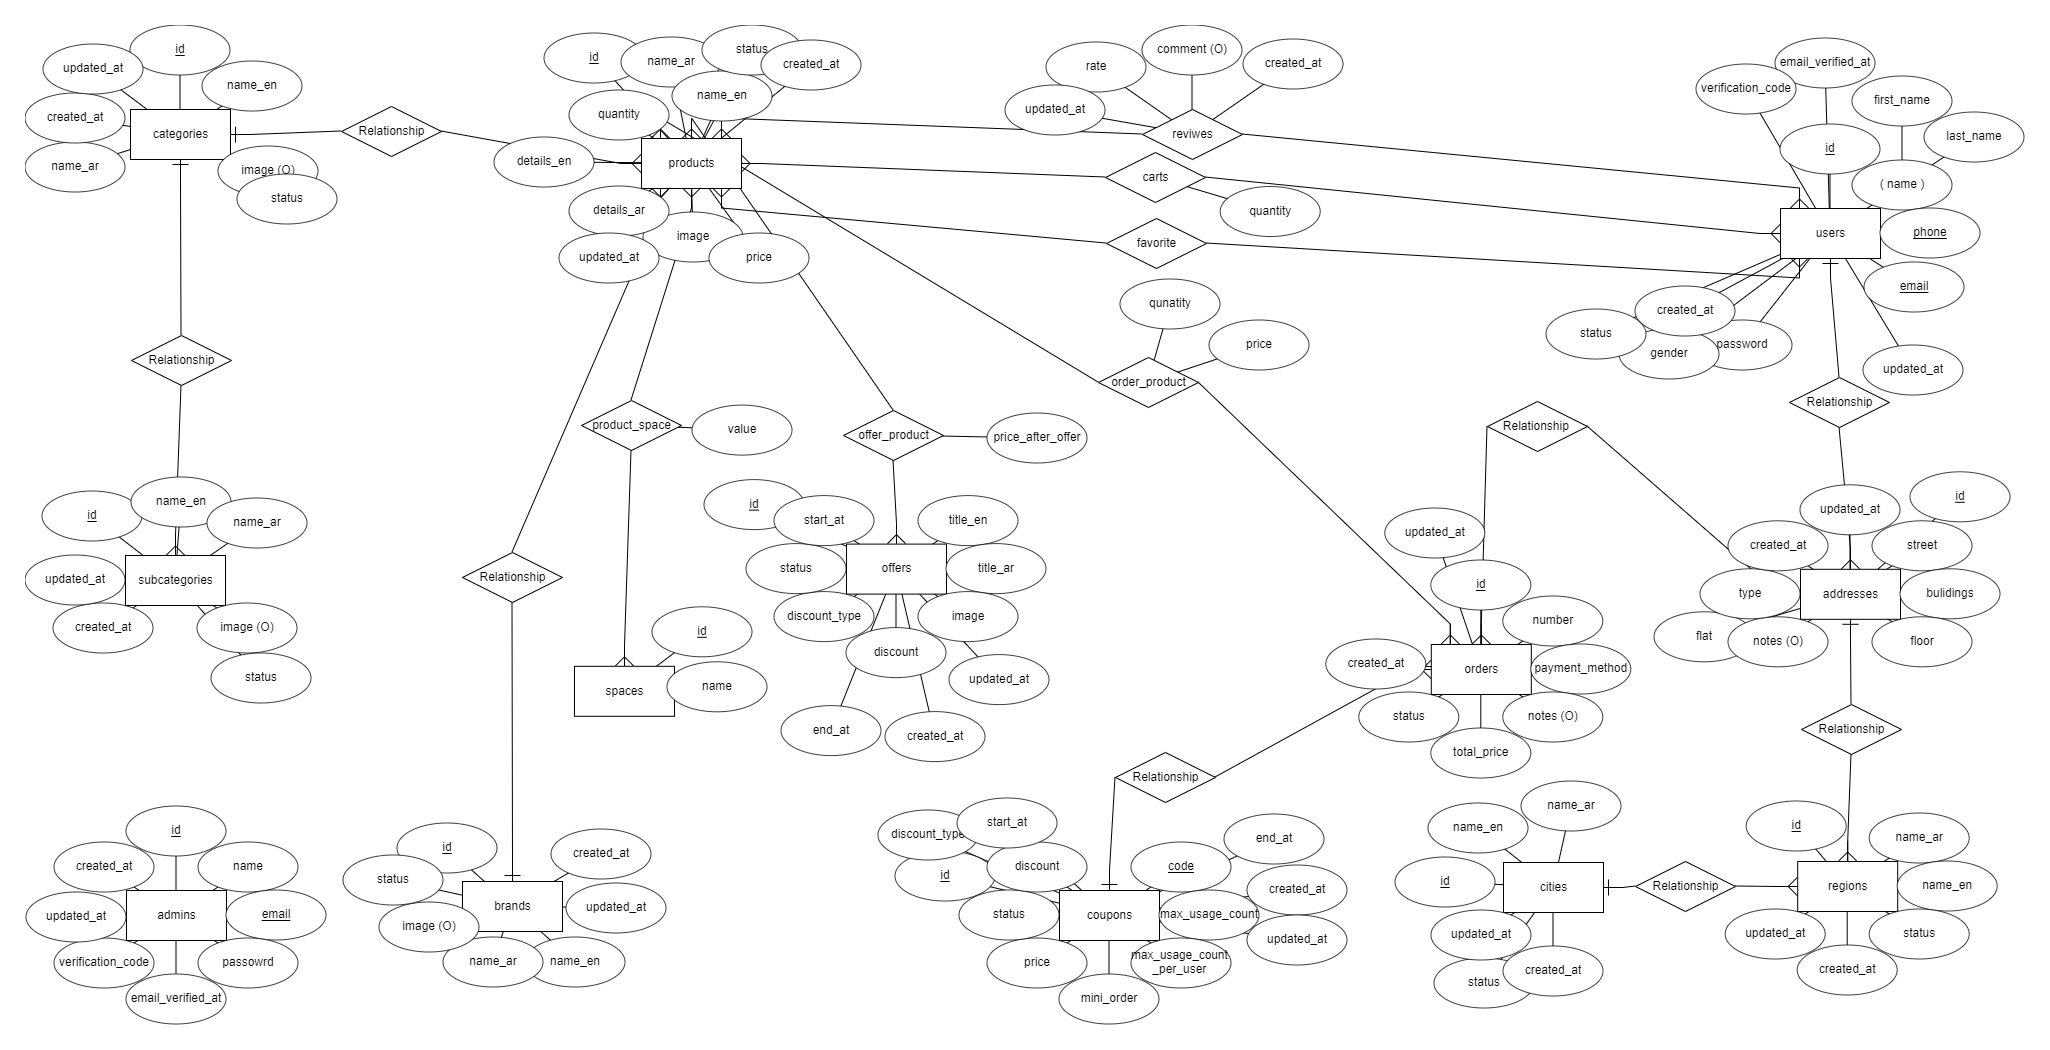 id
updated_at
name_en
created_at
categories
name_ar
image (O)
status
Relationship
id
name_ar
status
created_at
name_en
quantity
details_en
products
details_ar
image
updated_at
price
rate
comment (O)
created_at
updated_at
reviwes
carts
quantity
favorite
email_verified_at
verification_code
first_name
last_name
id
( name )
users
phone
email
created_at
status
gender
password
updated_at
Relationship
Relationship
qunatity
price
order_product
product_space
value
offer_product
price_after_offer
Relationship
name_en
id
name_ar
updated_at
subcategories
created_at
image (O)
status
Relationship
id
start_at
title_en
status
offers
title_ar
discount_type
image
discount
updated_at
end_at
created_at
id
spaces
name
updated_at
id
number
created_at
orders
payment_method
status
notes (O)
total_price
id
updated_at
created_at
street
type
addresses
bulidings
flat
notes (O)
floor
Relationship
Relationship
id
created_at
name
updated_at
admins
email
verification_code
passowrd
email_verified_at
id
created_at
status
brands
updated_at
image (O)
name_ar
name_en
start_at
discount_type
discount
id
code
end_at
created_at
status
coupons
max_usage_count
updated_at
price
max_usage_count
_per_user
mini_order
name_ar
name_en
id
cities
updated_at
status
created_at
Relationship
id
name_ar
regions
name_en
updated_at
status
created_at